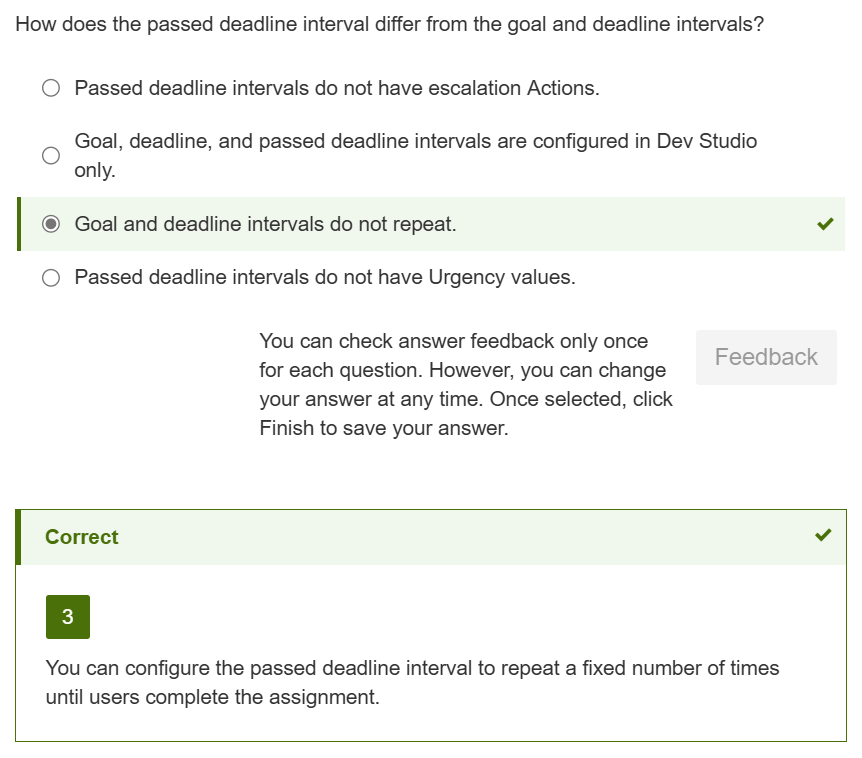 How does the passed deadline interval differ from the goal and deadline intervals?
Passed deadline intervals do not have escalation Actions.
Goal, deadline, and passed deadline intervals are configured in Dev Studio
only.
Goal and deadline intervals do not repeat.
Passed deadline intervals do not have Urgency values.
You can check answer feedback only once
for each question. However, you can change
your answer at any time. Once selected, click
Finish to save your answer.
Feedback
Correct
3
You can configure the passed deadline interval to repeat a fixed number of times
until users complete the assignment.